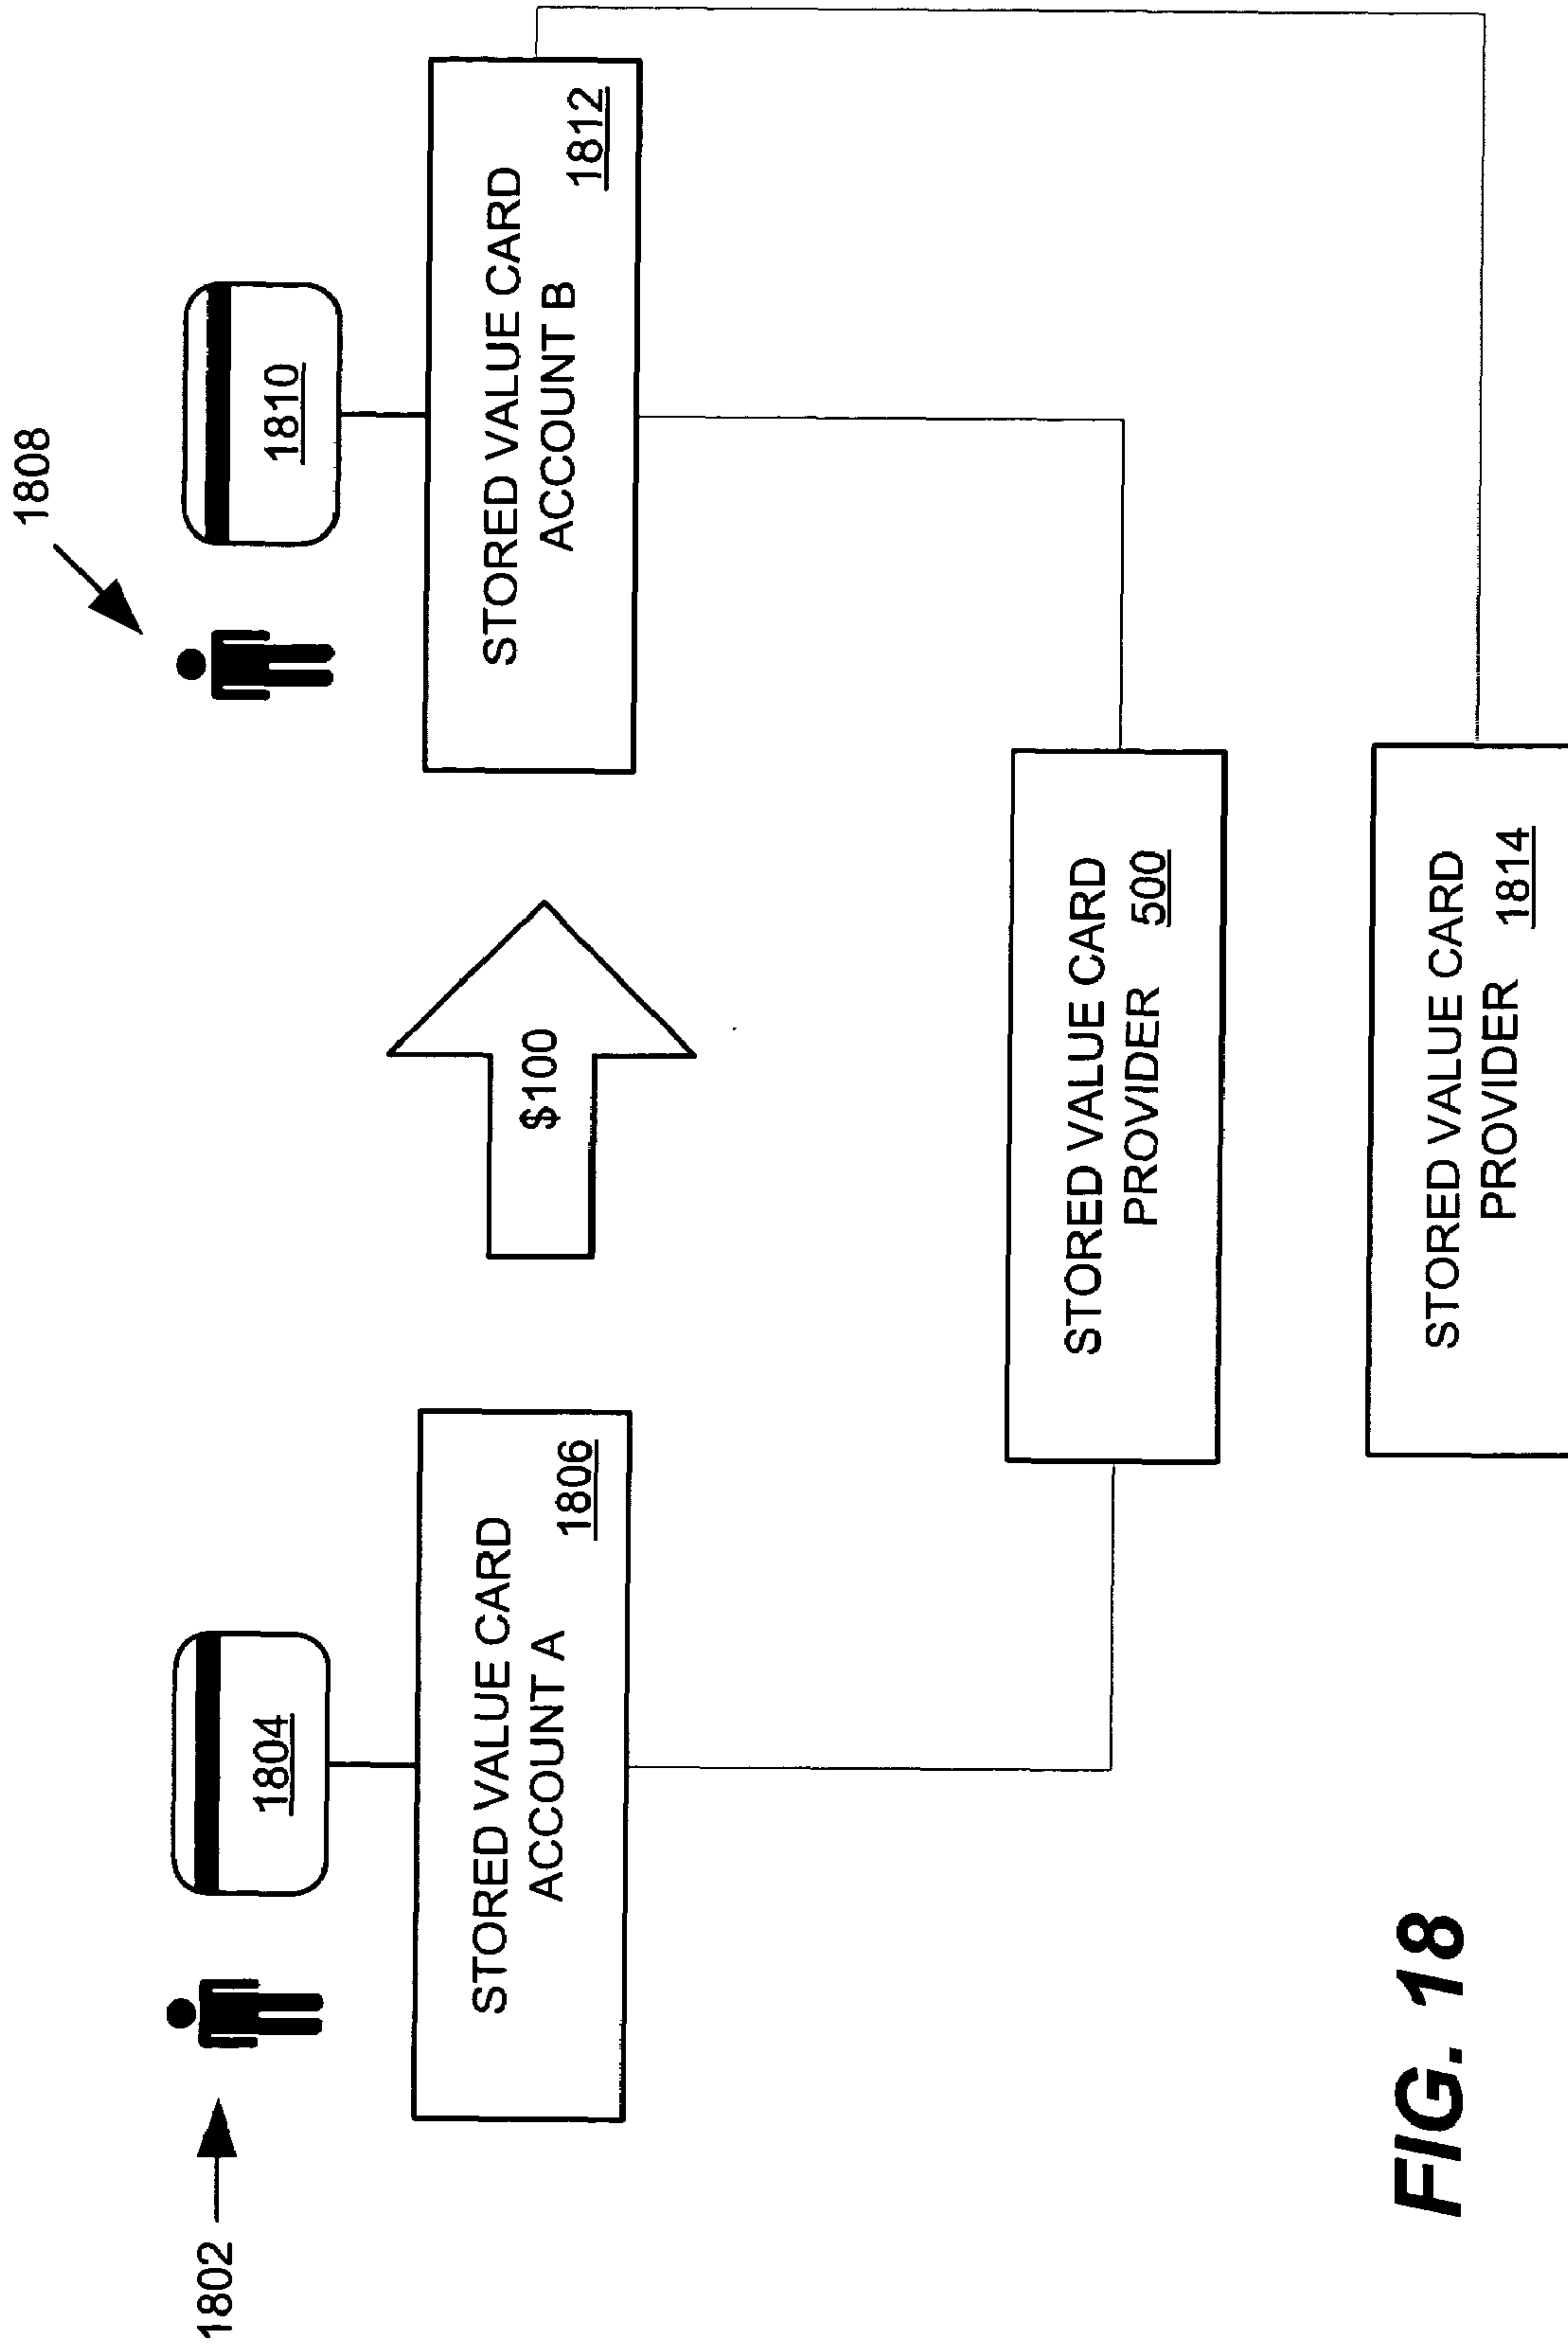 1802
1804
STORED VALUE CARD
ACCOUNT A
1806
$100
1808
1810
STORED VALUE CARD
ACCOUNT B
1812
STORED VALUE CARD
PROVIDER 500
STORED VALUE CARD
PROVIDER 1814
FIG. 18